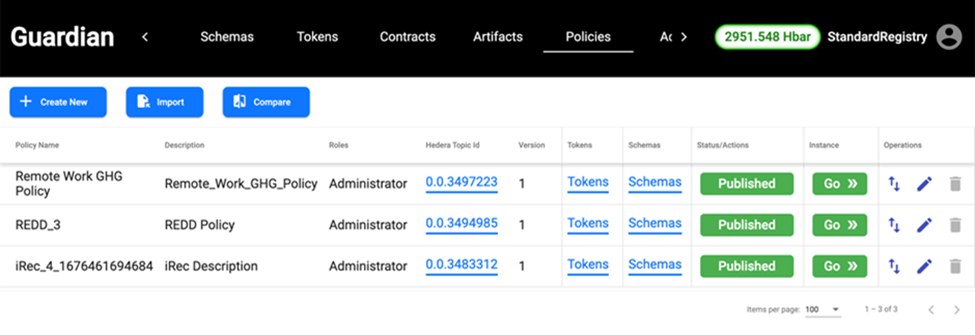 Guardian Schemas Tokens Contracts Artifacts Policies 2951.548 Hbar StandardRegistry
Create New Import Compare
Policy Name Description Roles Hedera Topic Id Version Tokens Schemas Status/Actions Instance Operations
Remote Work GHG
Policy Remote_Work_GHG_Policy Administrator 0.0.3497223 1 Tokens Schemas Published Go
REDD_3 REDD Policy Administrator 0.0.3494985 1 Tokens Schemas Published Go
iRec_4_1676461694684 iRec Description Administrator 0.0.3483312 1 Tokens Schemas Published Go
Items per page: 100 1 – 3 of 3